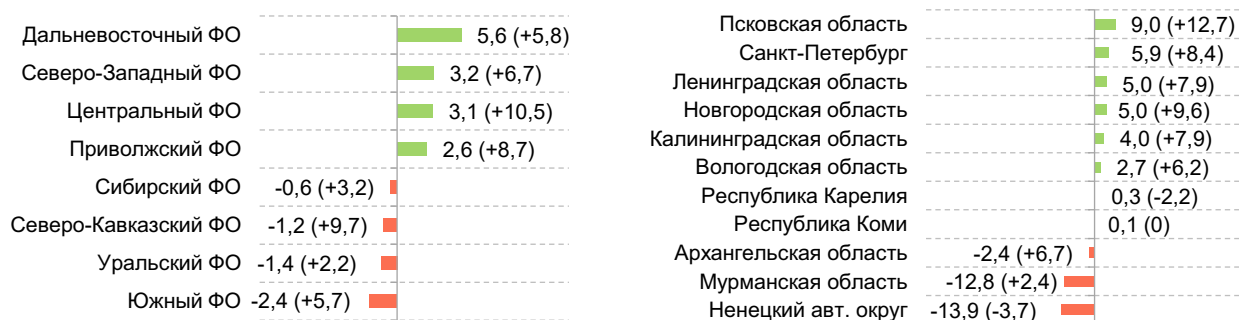 Дальневосточный ФО 5,6 (+5,8)
Северо-Западный ФО 3,2 (+6,7)
Центральный ФО 3,1 (+10,5)
Приволжский ФО 2,6 (+8,7)
Сибирский ФО -0,6 (+3,2)
Северо-Кавказский ФО -1,2 (+9,7)
Уральский ФО -1,4 (+2,2)
Южный ФО -2,4 (+5,7)
Псковская область 9,0 (+12,7)
Санкт-Петербург 5,9 (+8,4)
Ленинградская область 5,0 (+7,9)
Новгородская область 5,0 (+9,6)
Калининградская область 4,0 (+7,9)
Вологодская область 2,7 (+6,2)
Республика Карелия 0,3 (-2,2)
Республика Коми 0,1 (0)
Архангельская область -2,4 (+6,7)
Мурманская область -12,8 (+2,4)
Ненецкий авт. округ -13,9 (-3,7)